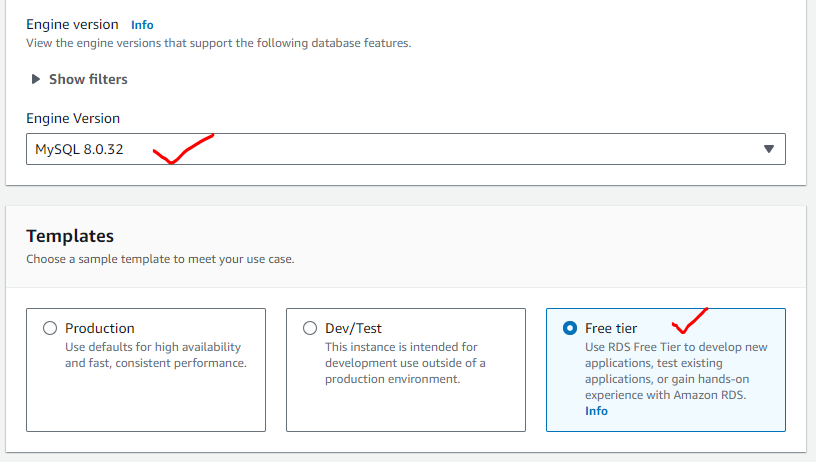 Engine version Info
View the engine versions that support the following database features.
Show filters
Engine Version
MySQL 8.0.32
Templates
Choose a sample template to meet your use case.
Production
Use defaults for high availability
and fast, consistent performance.
Dev/Test
This instance is intended for
development use outside of a
production environment.
Free tier
Use RDS Free Tier to develop new
applications, test existing
applications, or gain hands-on
experience with Amazon RDS.
Info